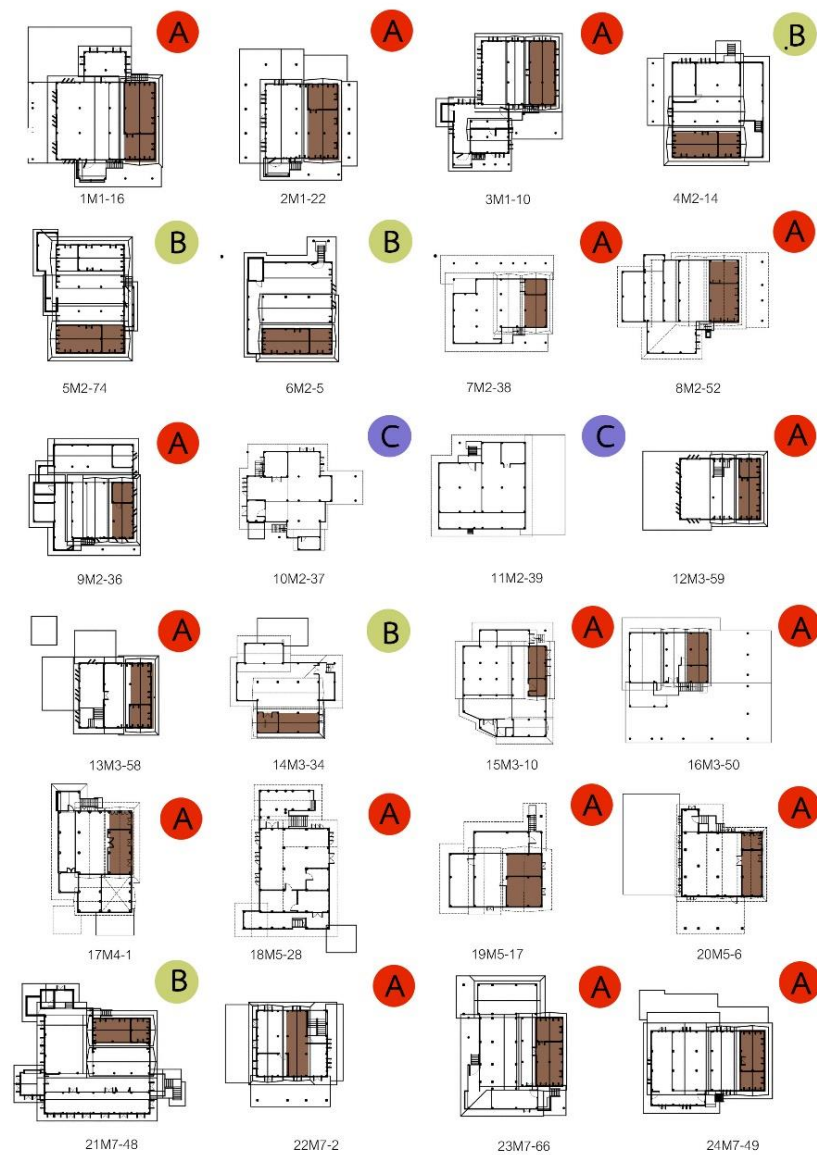 A A A B
1M1-16 2M1-22 3M1-10 4M2-14
B B A A
5M2-74 6M2-5 7M2-38 8M2-52
A C C A
9M2-36 10M2-37 11M2-39 12M3-59
A B A A
13M3-58 14M3-34 15M3-10 16M3-50
A A A A
17M4-1 18M5-28 19M5-17 20M5-6
B A A A
21M7-48 22M7-2 23M7-66 24M7-49